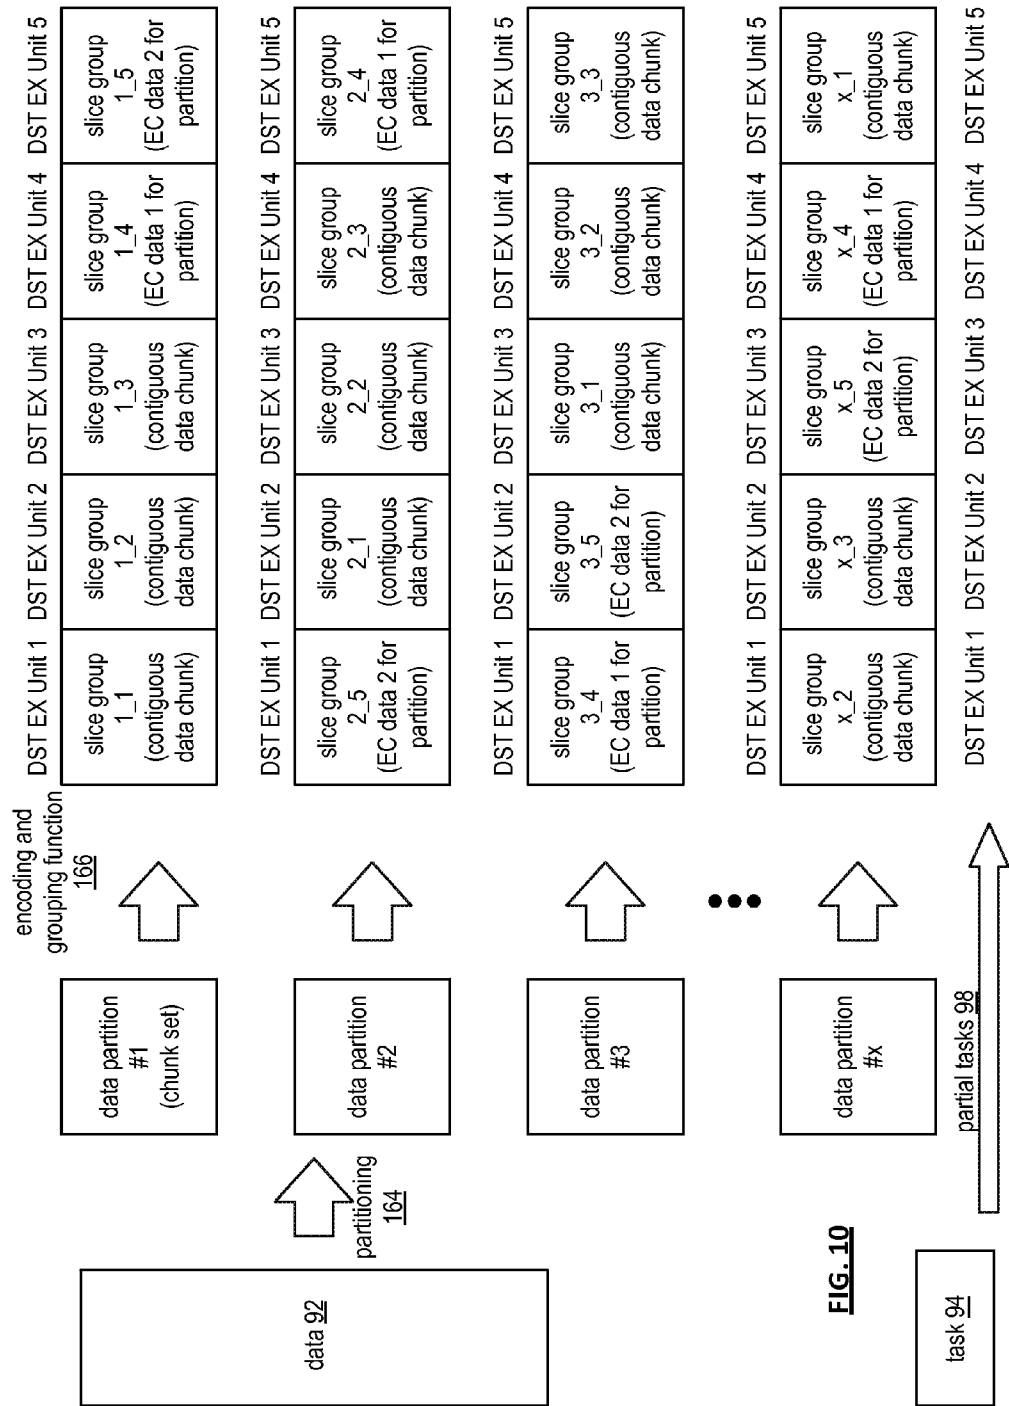 data 92
partitioning
164
data partition
#1
(chunk set)
data partition
#2
data partition
#3
data partition
#x
encoding and
grouping function
166
DST EX Unit 1
DST EX Unit 2
DST EX Unit 3
DST EX Unit 4
DST EX Unit 5
slice group
1_1
(contiguous
data chunk)
slice group
1_2
(contiguous
data chunk)
slice group
1_3
(contiguous
data chunk)
slice group
1_4
(EC data 1 for
partition)
slice group
1_5
(EC data 2 for
partition)
DST EX Unit 1
DST EX Unit 2
DST EX Unit 3
DST EX Unit 4
DST EX Unit 5
slice group
2_5
(EC data 2 for
partition)
slice group
2_1
(contiguous
data chunk)
slice group
2_2
(contiguous
data chunk)
slice group
2_3
(contiguous
data chunk)
slice group
2_4
(EC data 1 for
partition)
DST EX Unit 1
DST EX Unit 2
DST EX Unit 3
DST EX Unit 4
DST EX Unit 5
slice group
3_4
(EC data 1 for
partition)
slice group
3_5
(EC data 2 for
partition)
slice group
3_1
(contiguous
data chunk)
slice group
3_2
(contiguous
data chunk)
slice group
3_3
(contiguous
data chunk)
DST EX Unit 1
DST EX Unit 2
DST EX Unit 3
DST EX Unit 4
DST EX Unit 5
slice group
x_2
(contiguous
data chunk)
slice group
x_3
(contiguous
data chunk)
slice group
x_5
(EC data 2 for
partition)
slice group
x_4
(EC data 1 for
partition)
slice group
x_1
(contiguous
data chunk)
FIG. 10
task 94
partial tasks 98
DST EX Unit 1
DST EX Unit 2
DST EX Unit 3
DST EX Unit 4
DST EX Unit 5